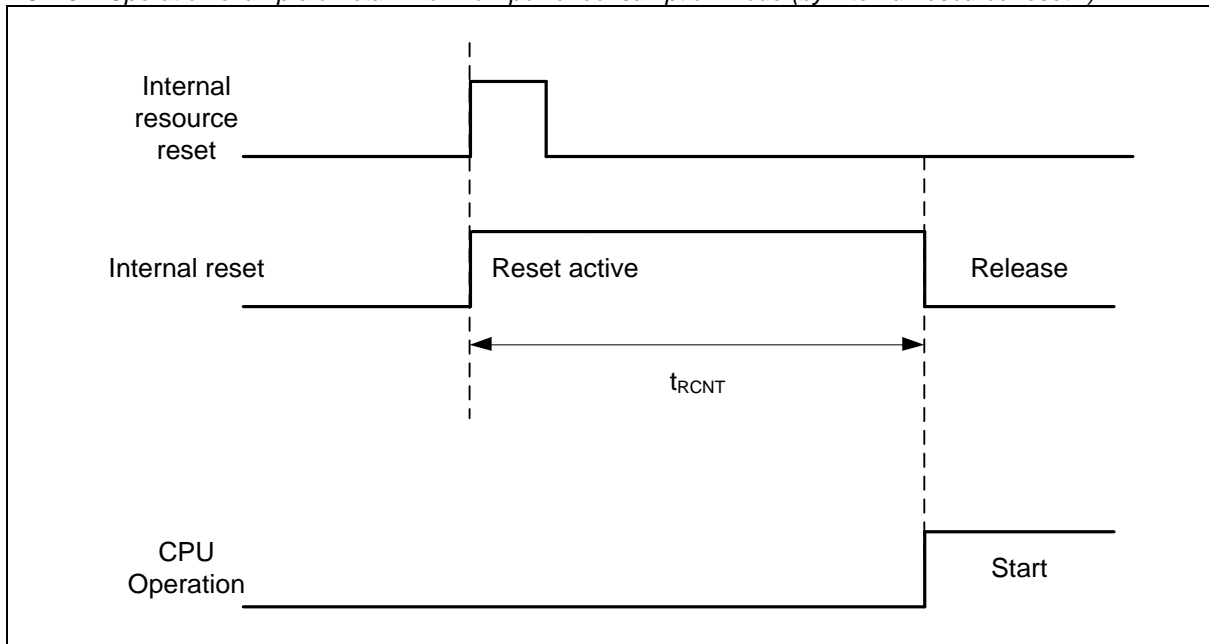 Internal
resource
reset
Internal reset
Reset active
Release
tRCNT
CPU
Operation
Start